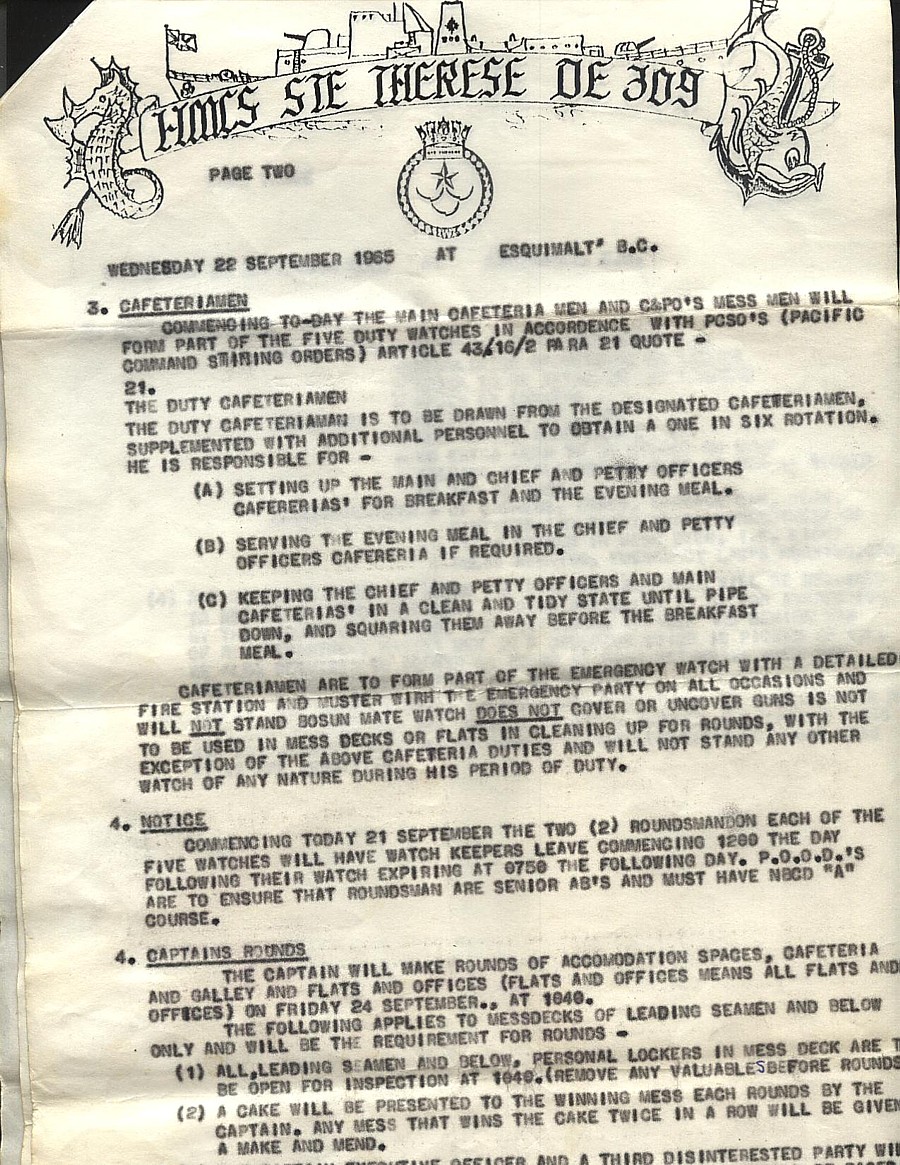 HMCS STE THERESE DE 309
PAGE TWO
WEDNESDAY 22 SEPTEMBER 1965 AT ESQUIMALT' B.C.
3. CAFETERIAMEN
COMMENCING TO-DAY THE MAIN CAFETERIA MEN AND C&PO'S MESS MEN WILL
FORM PART OF THE FIVE DUTY WATCHES IN ACCORDENCE WITH PCSO'S (PACIFIC
COMMAND ORDERS) ARTICLE 43/16/2 PARA 21 QUOTE -
21.
THE DUTY CAFETERIAMEN
THE DUTY CAFETERIAMAN IS TO BE DRAWN FROM THE DESIGNATED CAFETERIAMEN,
SUPPLEMENTED WITH ADDITIONAL PERSONNEL TO OBTAIN A ONE IN SIX ROTATION.
HE IS RESPONSIBLE FOR -
(A) SETTING UP THE MAIN AND CHIEF AND PETTY OFFICERS
CAFERERIAS' FOR BREAKFAST AND THE EVENING MEAL.
(B) SERVING THE EVENING MEAL IN THE CHIEF AND PETTY
OFFICERS CAFERERIA IF REQUIRED.
(C) KEEPING THE CHIEF AND PETTY OFFICERS AND MAIN
CAFETERIAS' IN A CLEAN AND TIDY STATE UNTIL PIPE
DOWN, AND SQUARING THEM AWAY BEFORE THE BREAKFAST
MEAL.
CAFETERIAMEN ARE TO FORM PART OF THE EMERGENCY WATCH WITH A DETAILED
FIRE STATION AND MUSTER WIRH THE EMERGENCY PARTY ON ALL OCCASIONS AND
WILL NOT STAND BOSUN MATE WATCH DOES NOT COVER OR UNCOVER GUNS IS NOT
TO BE USED IN MESS DECKS OR FLATS IN CLEANING UP FOR ROUNDS, WITH THE
EXCEPTION OF THE ABOVE CAFETERIA DUTIES AND WILL NOT STAND ANY OTHER
WATCH OF ANY NATURE DURING HIS PERIOD OF DUTY.
4. NOTICE
COMMENCING TODAY 21 SEPTEMBER THE TWO (2) ROUNDSMANDON EACH OF THE
FIVE WATCHES WILL HAVE WATCH KEEPERS LEAVE COMMENCING 1200 THE DAY
FOLLOWING THEIR WATCH EXPIRING AT 0750 THE FOLLOWING DAY. P.O.O.D.'S
ARE TO ENSURE THAT ROUNDSMAN ARE SENIOR AB'S AND MUST HAVE NBCD "A"
COURSE.
4. CAPTAINS ROUNDS
THE CAPTAIN WILL MAKE ROUNDS OF ACCOMODATION SPACES, CAFETERIA
AND GALLEY AND FLATS AND OFFICES (FLATS AND OFFICES MEANS ALL FLATS AND
OFFICES) ON FRIDAY 24 SEPTEMBER., AT 1040.
THE FOLLOWING APPLIES TO MESSDECKS OF LEADING SEAMEN AND BELOW
ONLY AND WILL BE THE REQUIREMENT FOR ROUNDS -
(1) ALL,LEADING SEAMEN AND BELOW, PERSONAL LOCKERS IN MESS DECK ARE T
BE OPEN FOR INSPECTION AT 1040.(REMOVE ANY VALUABLESBEFORE ROUNDS
(2) A CAKE WILL BE PRESENTED TO THE WINNING MESS EACH ROUNDS BY THE
CAPTAIN. ANY MESS THAT WINS THE CAKE TWICE IN A ROW WILL BE GIVEN
A MAKE AND MEND.
EXECUTIVE OFFICER AND A THIRD DISINTERESTED PARTY